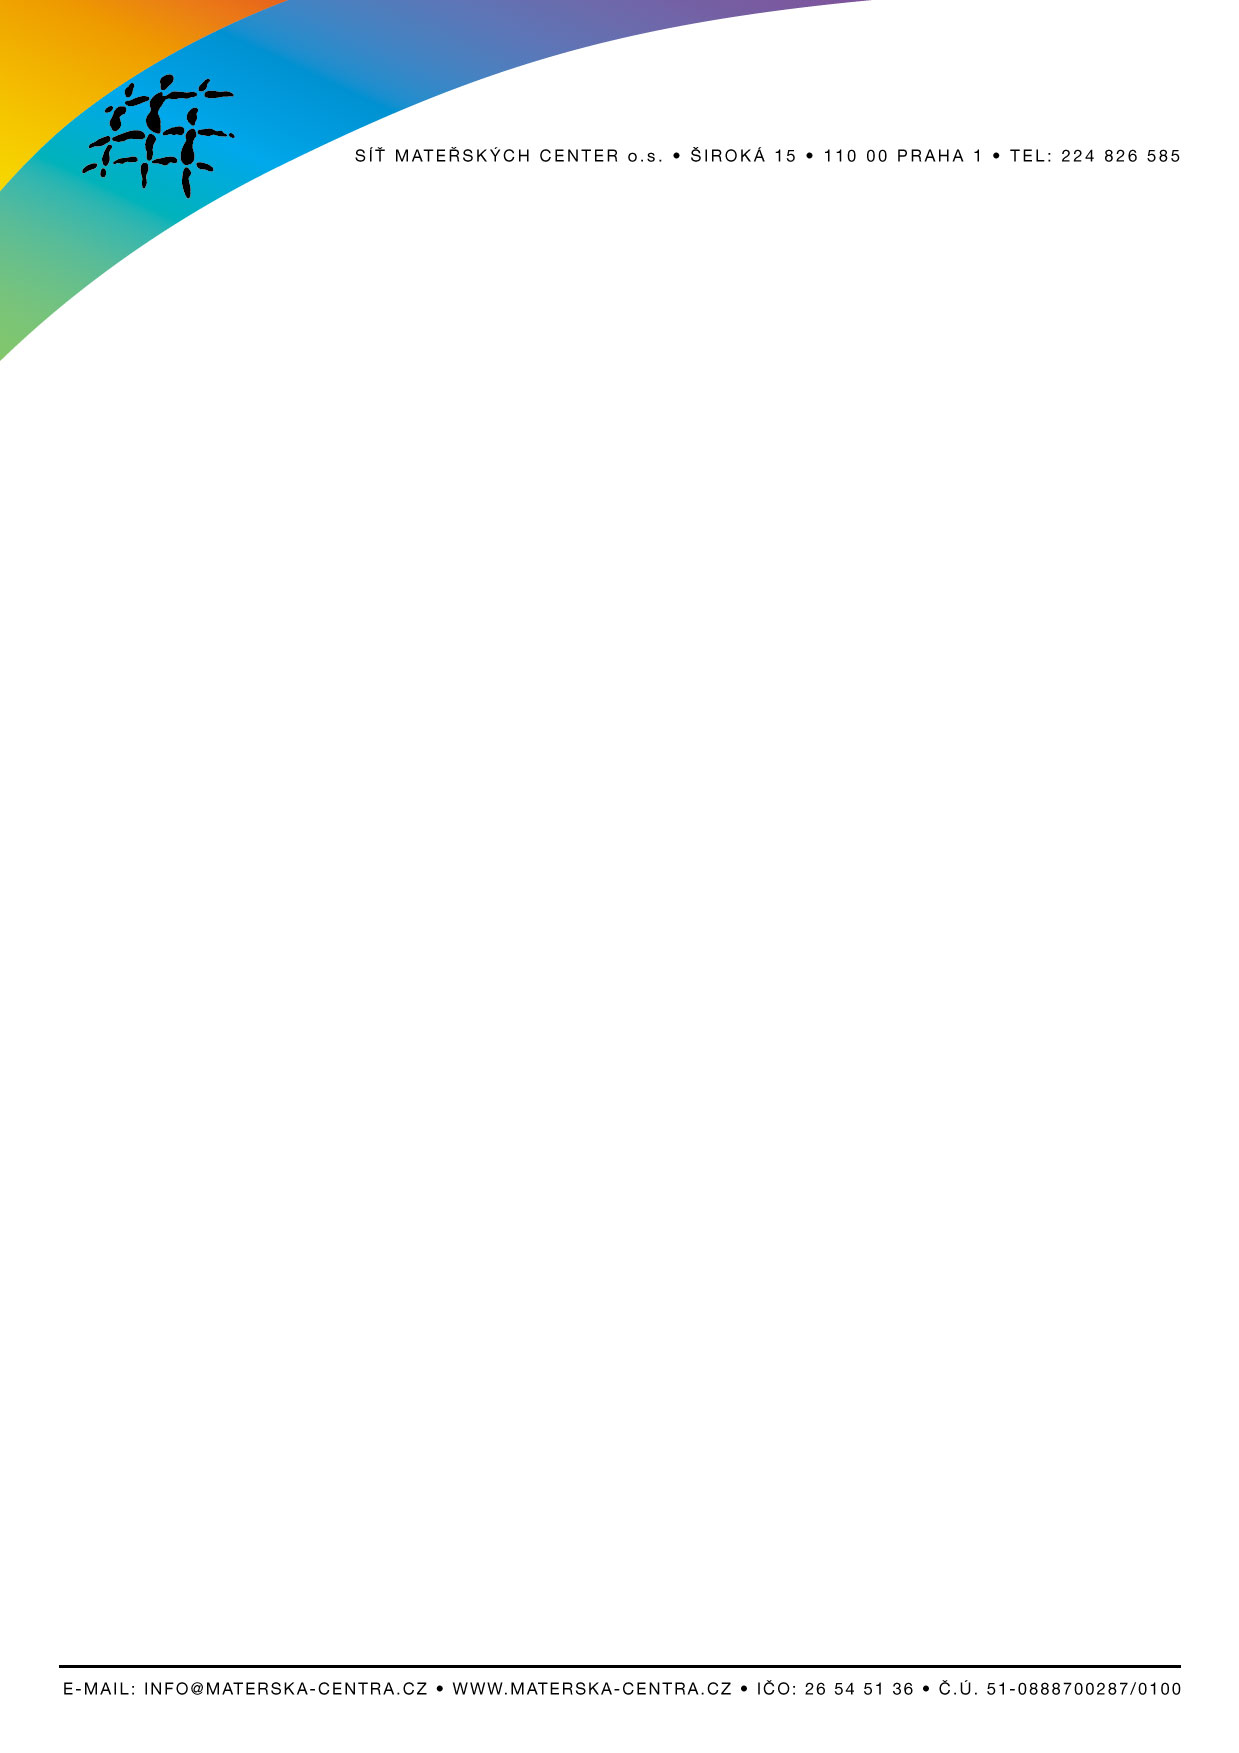 SÍŤ MATEŘSKÝCH CENTER o.s. • ŠIROKÁ 15 • 110 00 PRAHA 1 • TEL: 224 826 585
E-MAIL: INFO@MATERSKA-CENTRA.CZ • WWW.MATERSKA-CENTRA.CZ • IČO: 26 54 51 36 • Č.Ú. 51-0888700287/0100